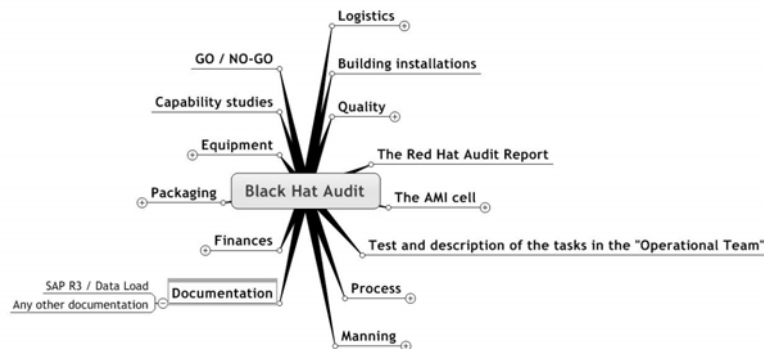 Logistics
GO / NO-GO
Building installations
Capability studies
Quality
Equipment
The Red Hat Audit Report
Packaging
Black Hat Audit
The AMI cell
Finances
Test and description of the tasks in the "Operational Team"
SAP R3 / Data Load
Documentation
Any other documentation
Process
Manning